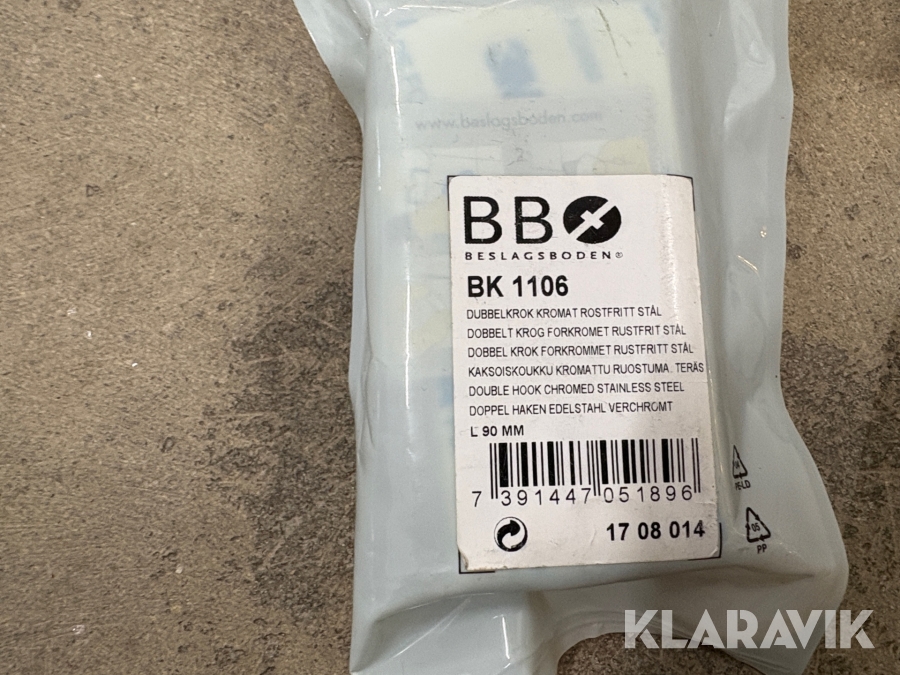 www.beslagsboden.com
BB
BESLAGSBODEN®
BK 1106
DUBBELKROK KROMAT ROSTFRITT STÅL
DOBBELT KROG FORKROMET RUSTFRIT STÅL
DOBBEL KROK FORKROMMET RUSTFRITT STÅL
KAKSOISKOUKKU KROMATTU RUOSTUMA. TERÄS
DOUBLE HOOK CHROMED STAINLESS STEEL
DOPPEL HAKEN EDELSTAHL VERCHROMT
L 90 MM
7 391447 051896
17 08 014
PE-LD
05
PP
KLARAVIK